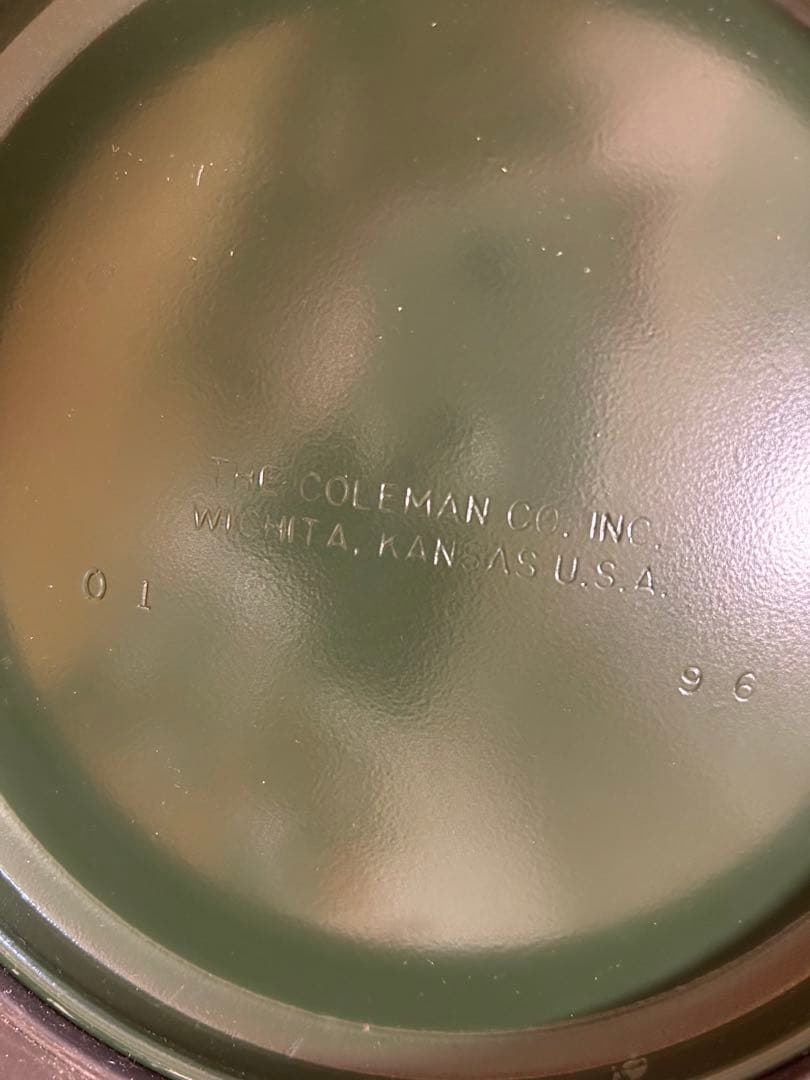 THE COLEMAN CO. INC.
WICHITA, KANSAS U.S.A.
01 96